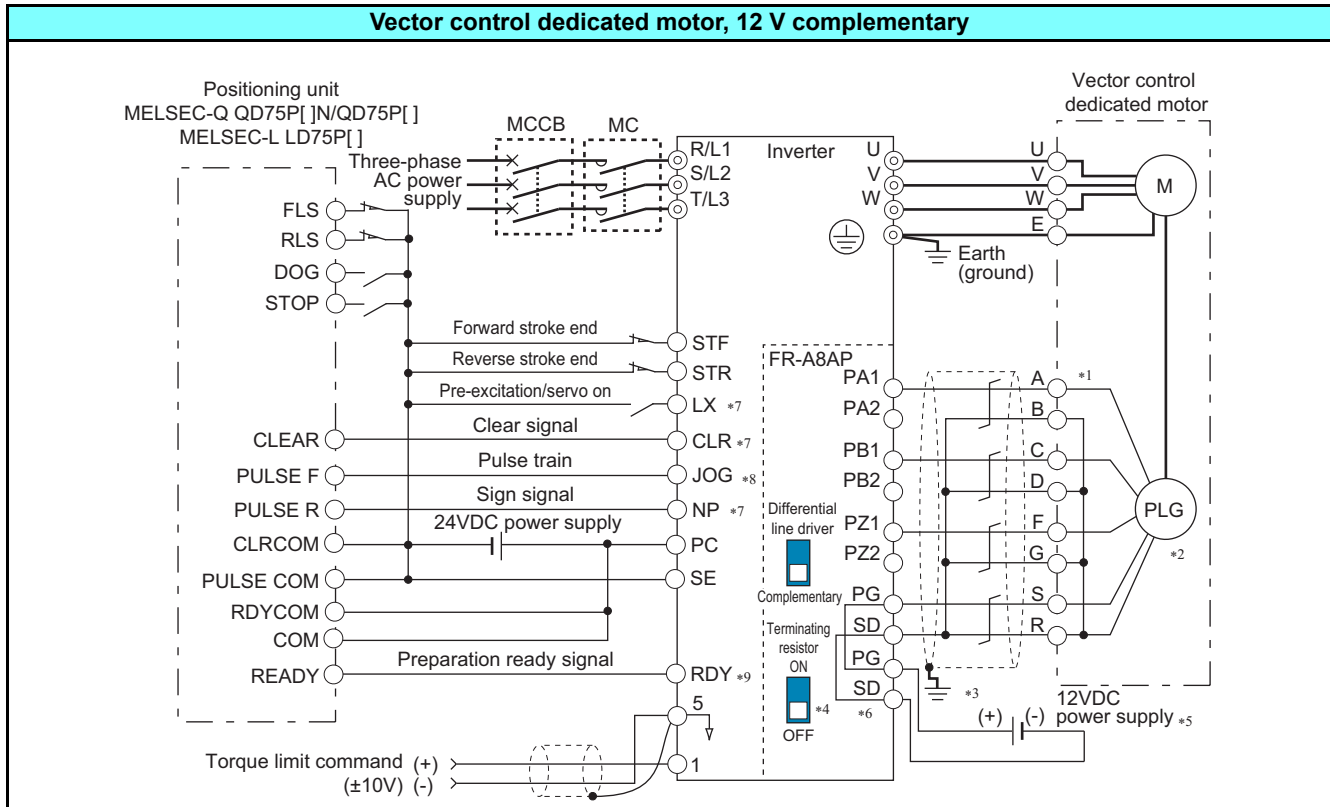 Vector control dedicated motor, 12 V complementary
Positioning unit
MELSEC-Q QD75P[ ]N/QD75P[ ]
MELSEC-L LD75P[ ]
MCCB
MC
Three-phase
AC power
supply
R/L1
S/L2
T/L3
Inverter
U
V
W
Earth
(ground)
Vector control
dedicated motor
U
V
W
E
M
FLS
RLS
DOG
STOP
CLEAR
PULSE F
PULSE R
CLRCOM
PULSE COM
RDYCOM
COM
READY
Forward stroke end
Reverse stroke end
Pre-excitation/servo on
Clear signal
Pulse train
Sign signal
24VDC power supply
Preparation ready signal
STF
STR
LX *7
CLR *7
JOG *8
NP *7
PC
SE
RDY *9
5
1
Torque limit command (+)
(±10V) (-)
FR-A8AP
PA1
PA2
PB1
PB2
PZ1
PZ2
PG
SD
PG
SD
*6
Differential
line driver
Complementary
Terminating
resistor
ON
*4
OFF
A *1
B
C
D
F
G
S
R
PLG
*2
*3
12VDC
(+) (-) power supply *5